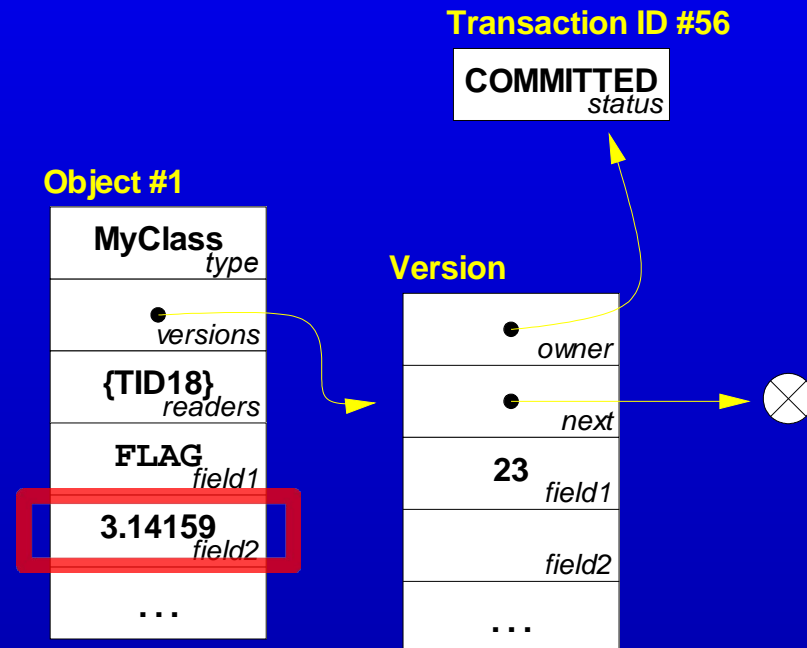 Transaction ID #56
COMMITTED
status
Object #1
MyClass
type
versions
{TID18}
readers
FLAG
field1
3.14159
field2
...
Version
owner
next
23
field1
field2
...